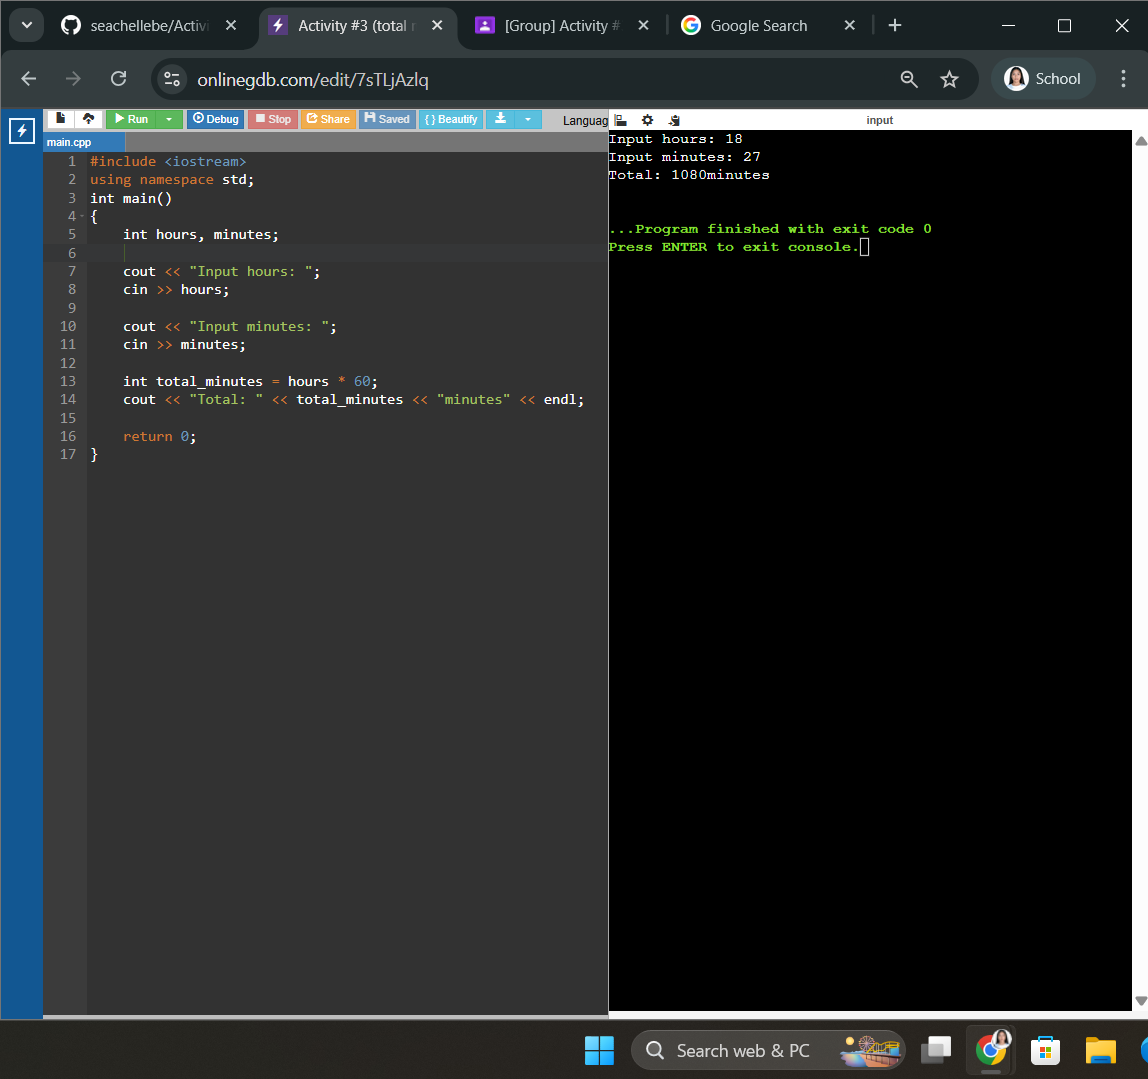 seachellebe/Activi
Activity #3 (total
[Group] Activity #
Google Search
onlinegdb.com/edit/7sTLjAzlq
School
Run
Debug
Stop
Share
Saved
{ } Beautify
Languag
input
main.cpp
1 #include <iostream>
2 using namespace std;
3 int main()
4 {
5 int hours, minutes;
6
7 cout << "Input hours: ";
8 cin >> hours;
9
10 cout << "Input minutes: ";
11 cin >> minutes;
12
13 int total_minutes = hours * 60;
14 cout << "Total: " << total_minutes << "minutes" << endl;
15
16 return 0;
17 }
Input hours: 18
Input minutes: 27
Total: 1080minutes
...Program finished with exit code 0
Press ENTER to exit console.
Search web & PC